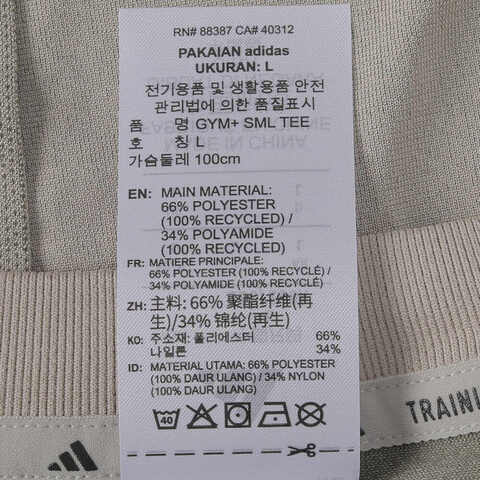 RN# 88387 CA# 40312
PAKAIAN adidas
UKURAN: L
전기용품 및 생활용품 안전
관리법에 의한 품질표시
품 명 GYM+ SML TEE
호 칭 L
가슴둘레 100cm
EN: MAIN MATERIAL:
66% POLYESTER
(100% RECYCLED) /
34% POLYAMIDE
(100% RECYCLED)
FR: MATIERE PRINCIPALE:
66% POLYESTER (100% RECYCLÉ) /
34% POLYAMIDE (100% RECYCLÉ)
ZH: 主料: 66% 聚酯纤维(再
生)/34% 锦纶(再生)
KO: 주소재: 폴리에스터 66%
나일론 34%
ID: MATERIAL UTAMA: 66% POLYESTER
(100% DAUR ULANG) / 34% NYLON
(100% DAUR ULANG)
40
TRAINI